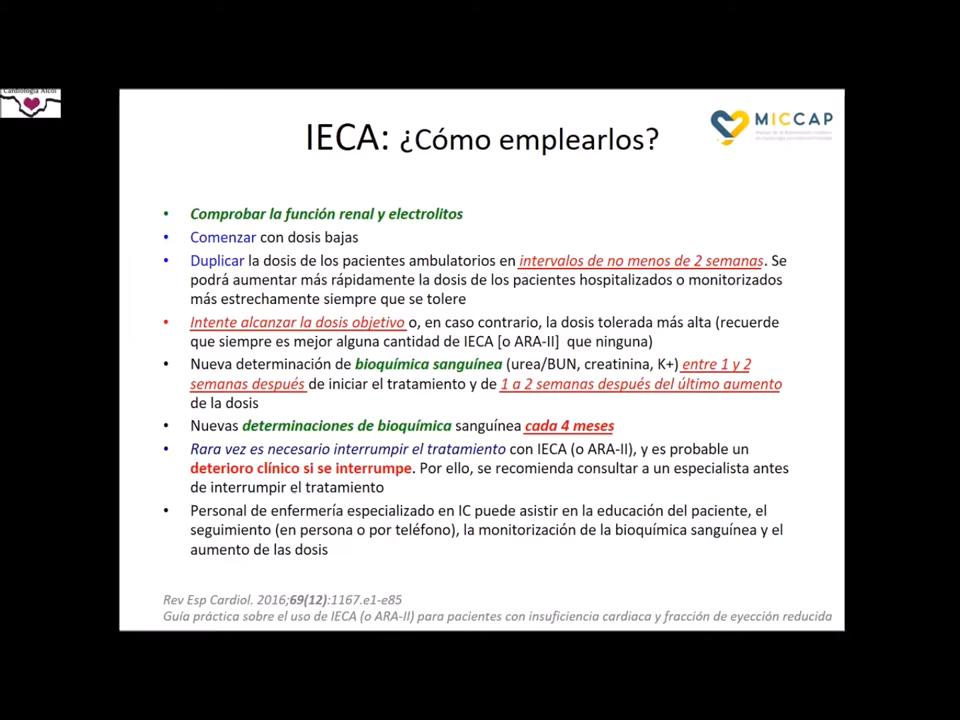 Cardiología Alcoi
IECA: ¿Cómo emplearlos?
MICCAP
• Comprobar la función renal y electrolitos
• Comenzar con dosis bajas
• Duplicar la dosis de los pacientes ambulatorios en intervalos de no menos de 2 semanas. Se
podrá aumentar más rápidamente la dosis de los pacientes hospitalizados o monitorizados
más estrechamente siempre que se tolere
• Intente alcanzar la dosis objetivo o, en caso contrario, la dosis tolerada más alta (recuerde
que siempre es mejor alguna cantidad de IECA [o ARA-II] que ninguna)
• Nueva determinación de bioquímica sanguínea (urea/BUN, creatinina, K+) entre 1 y 2
semanas después de iniciar el tratamiento y de 1 a 2 semanas después del último aumento
de la dosis
• Nuevas determinaciones de bioquímica sanguínea cada 4 meses
• Rara vez es necesario interrumpir el tratamiento con IECA (o ARA-II), y es probable un
deterioro clínico si se interrumpe. Por ello, se recomienda consultar a un especialista antes
de interrumpir el tratamiento
• Personal de enfermería especializado en IC puede asistir en la educación del paciente, el
seguimiento (en persona o por teléfono), la monitorización de la bioquímica sanguínea y el
aumento de las dosis
Rev Esp Cardiol. 2016;69(12):1167.e1-e85
Guía práctica sobre el uso de IECA (o ARA-II) para pacientes con insuficiencia cardiaca y fracción de eyección reducida